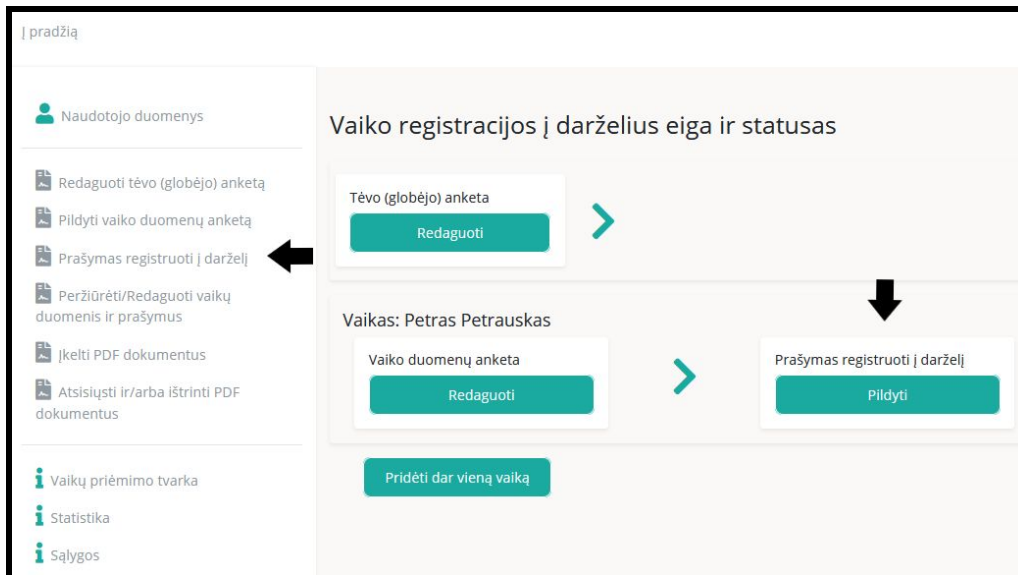 Į pradžią
Naudotojo duomenys
Redaguoti tėvo (globėjo) anketą
Pildyti vaiko duomenų anketą
Prašymas registruoti į darželį
Peržiūrėti/Redaguoti vaikų
duomenis ir prašymus
Įkelti PDF dokumentus
Atsisiųsti ir/arba ištrinti PDF
dokumentus
Vaikų priėmimo tvarka
Statistika
Sąlygos
Vaiko registracijos į darželius eiga ir statusas
Tėvo (globėjo) anketa
Redaguoti
Vaikas: Petras Petrauskas
Vaiko duomenų anketa
Redaguoti
Prašymas registruoti į darželį
Pildyti
Pridėti dar vieną vaiką